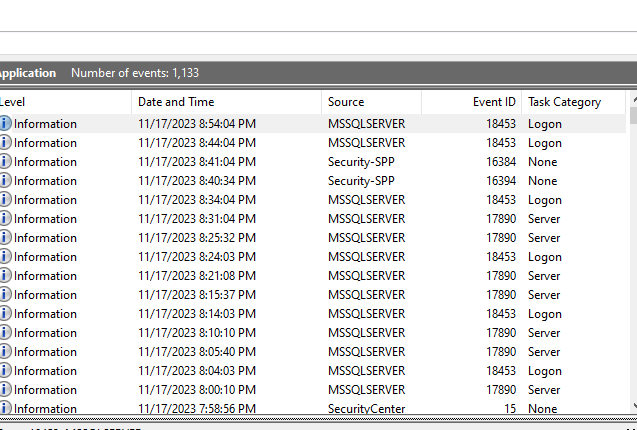 Application Number of events: 1,133
Level Date and Time Source Event ID Task Category
Information 11/17/2023 8:54:04 PM MSSQLSERVER 18453 Logon
Information 11/17/2023 8:44:04 PM MSSQLSERVER 18453 Logon
Information 11/17/2023 8:41:04 PM Security-SPP 16384 None
Information 11/17/2023 8:40:34 PM Security-SPP 16394 None
Information 11/17/2023 8:34:04 PM MSSQLSERVER 18453 Logon
Information 11/17/2023 8:31:04 PM MSSQLSERVER 17890 Server
Information 11/17/2023 8:25:32 PM MSSQLSERVER 17890 Server
Information 11/17/2023 8:24:03 PM MSSQLSERVER 18453 Logon
Information 11/17/2023 8:21:08 PM MSSQLSERVER 17890 Server
Information 11/17/2023 8:15:37 PM MSSQLSERVER 17890 Server
Information 11/17/2023 8:14:03 PM MSSQLSERVER 18453 Logon
Information 11/17/2023 8:10:10 PM MSSQLSERVER 17890 Server
Information 11/17/2023 8:05:40 PM MSSQLSERVER 17890 Server
Information 11/17/2023 8:04:03 PM MSSQLSERVER 18453 Logon
Information 11/17/2023 8:00:10 PM MSSQLSERVER 17890 Server
Information 11/17/2023 7:58:56 PM SecurityCenter 15 None